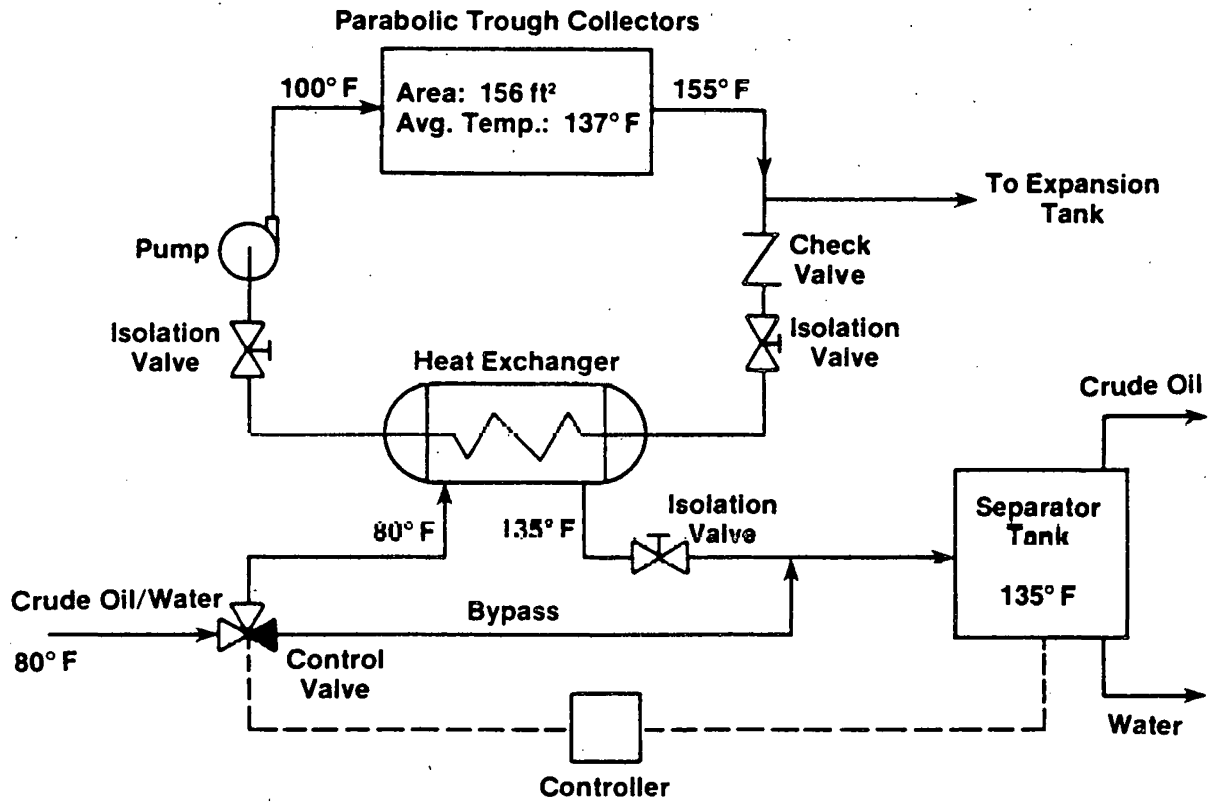 Parabolic Trough Collectors
100° F
Area: 156 ft²
Avg. Temp.: 137° F
155° F
To Expansion
Tank
Pump
Check
Valve
Isolation
Valve
Isolation
Valve
Heat Exchanger
Crude Oil
80° F
135° F
Isolation
Valve
Separator
Tank
135° F
Crude Oil/Water
80° F
Bypass
Control
Valve
Water
Controller